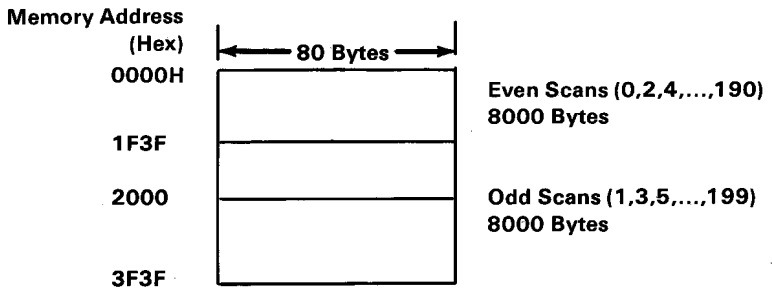 Memory Address
(Hex)
80 Bytes
0000H
Even Scans (0,2,4,...,190)
8000 Bytes
1F3F
2000
Odd Scans (1,3,5,...,199)
8000 Bytes
3F3F